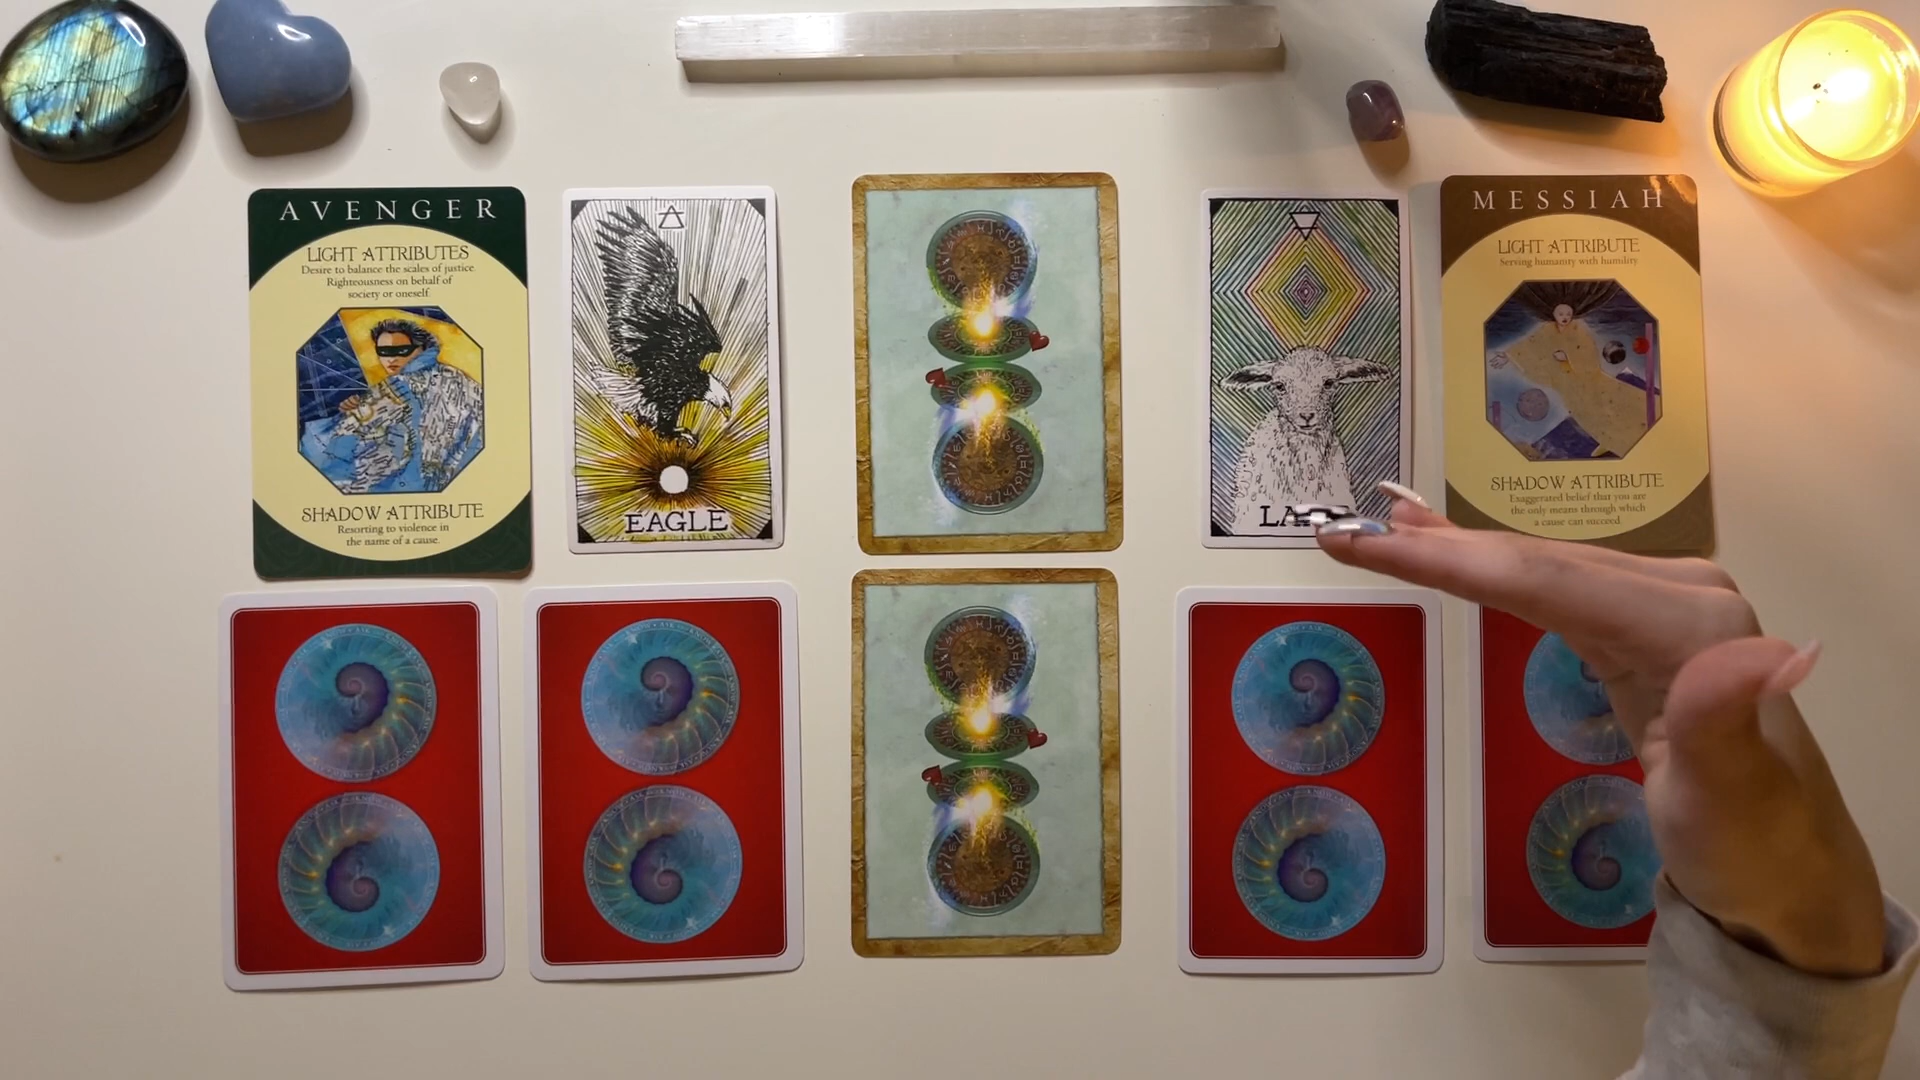 AVENGER
LIGHT ATTRIBUTES
Desire to balance the scales of justice
Righteousness on behalf of
society or oneself.
SHADOW ATTRIBUTE
Resorting to violence in
the name of a cause.
EAGLE
MESSIAH
LIGHT ATTRIBUTE
Serving humanity with humility.
SHADOW ATTRIBUTE
Exaggerated belief that you are
the only means through which
a cause can succeed.